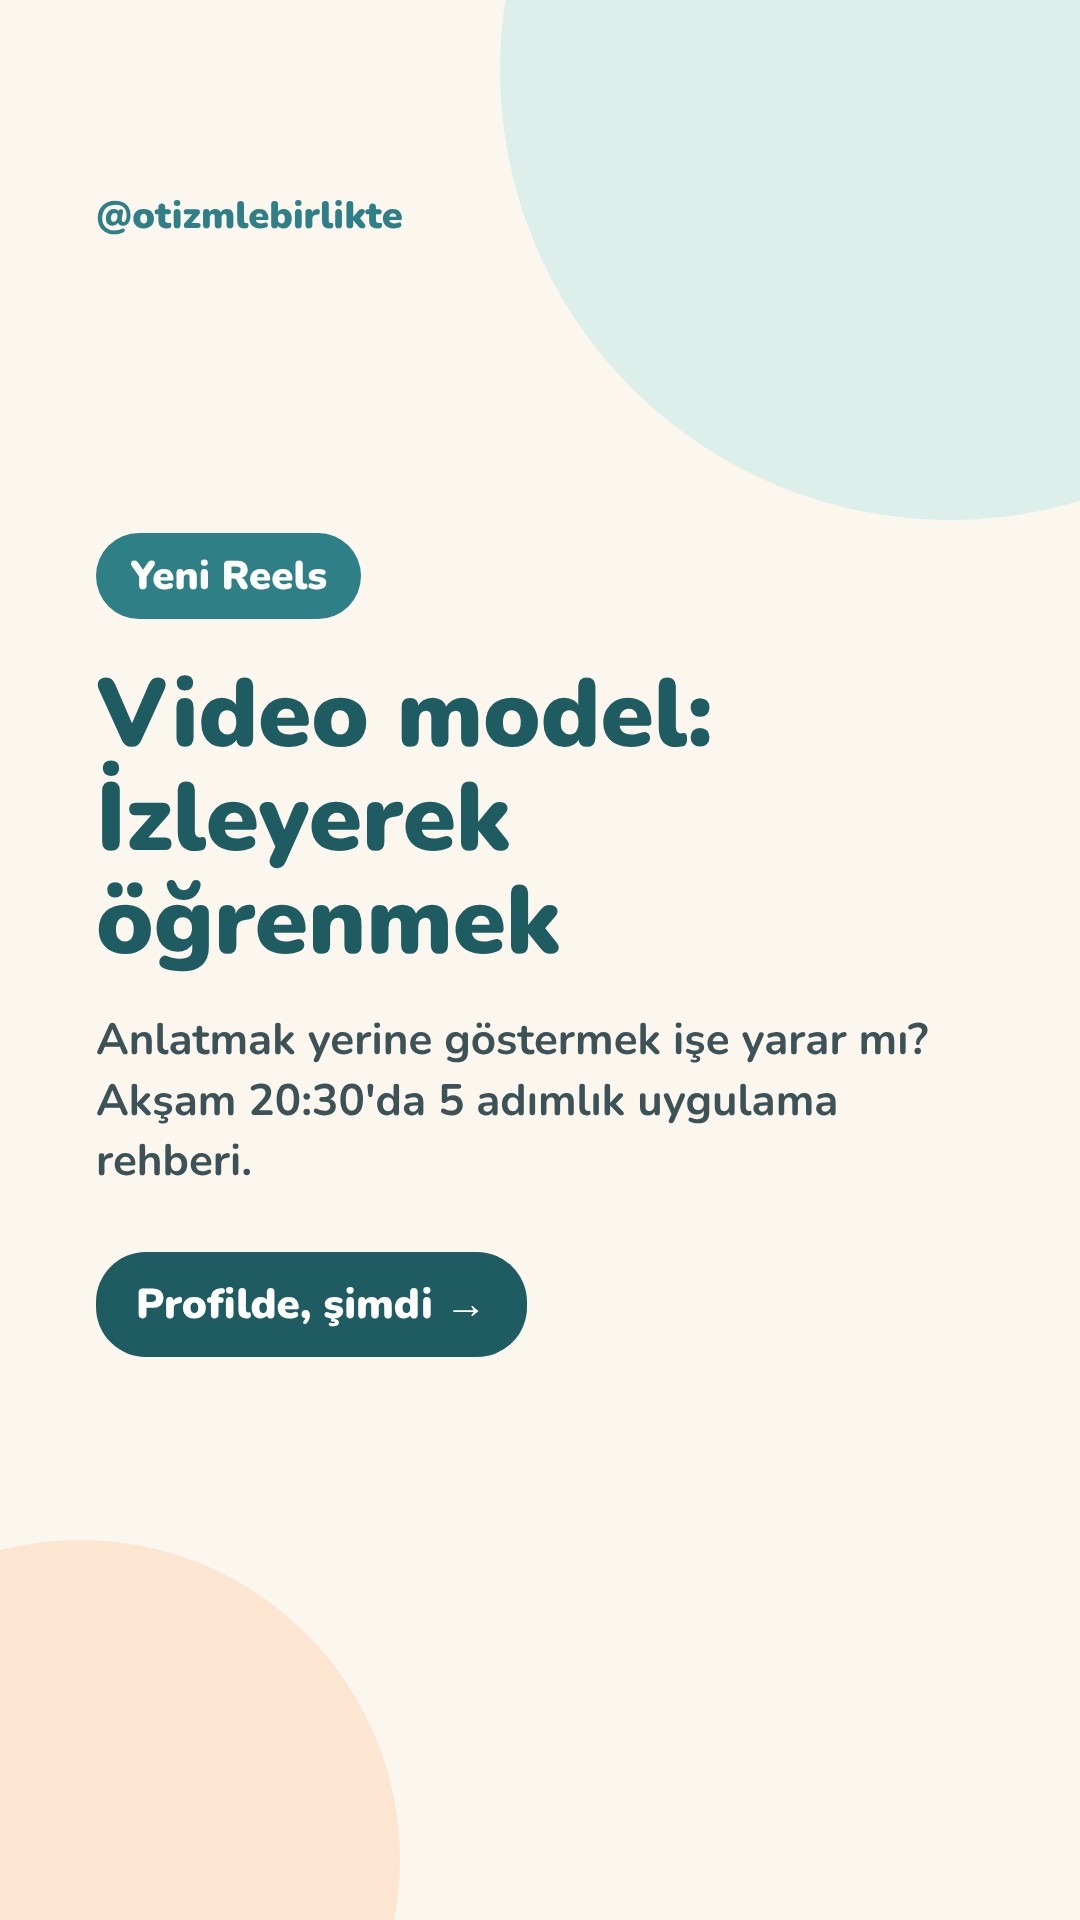 @otizmlebirlikte
Yeni Reels
Video model:
İzleyerek
öğrenmek
Anlatmak yerine göstermek işe yarar mı?
Akşam 20:30'da 5 adımlık uygulama
rehberi.
Profilde, şimdi →